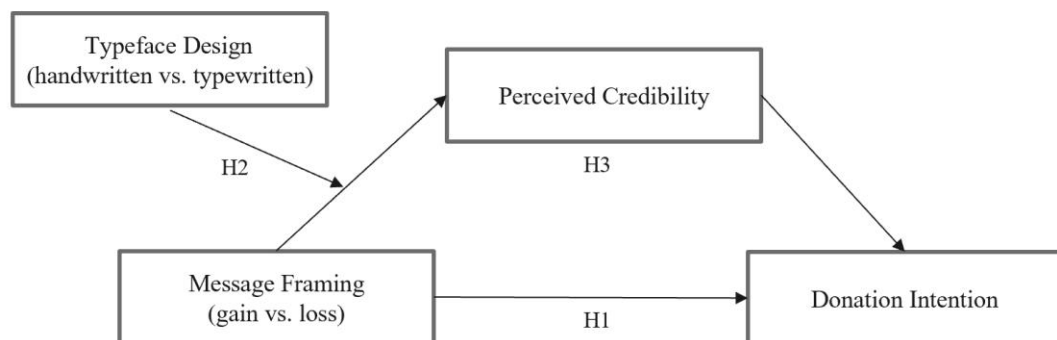 Typeface Design
(handwritten vs. typewritten)
Perceived Credibility
H2
H3
Message Framing
(gain vs. loss)
H1
Donation Intention